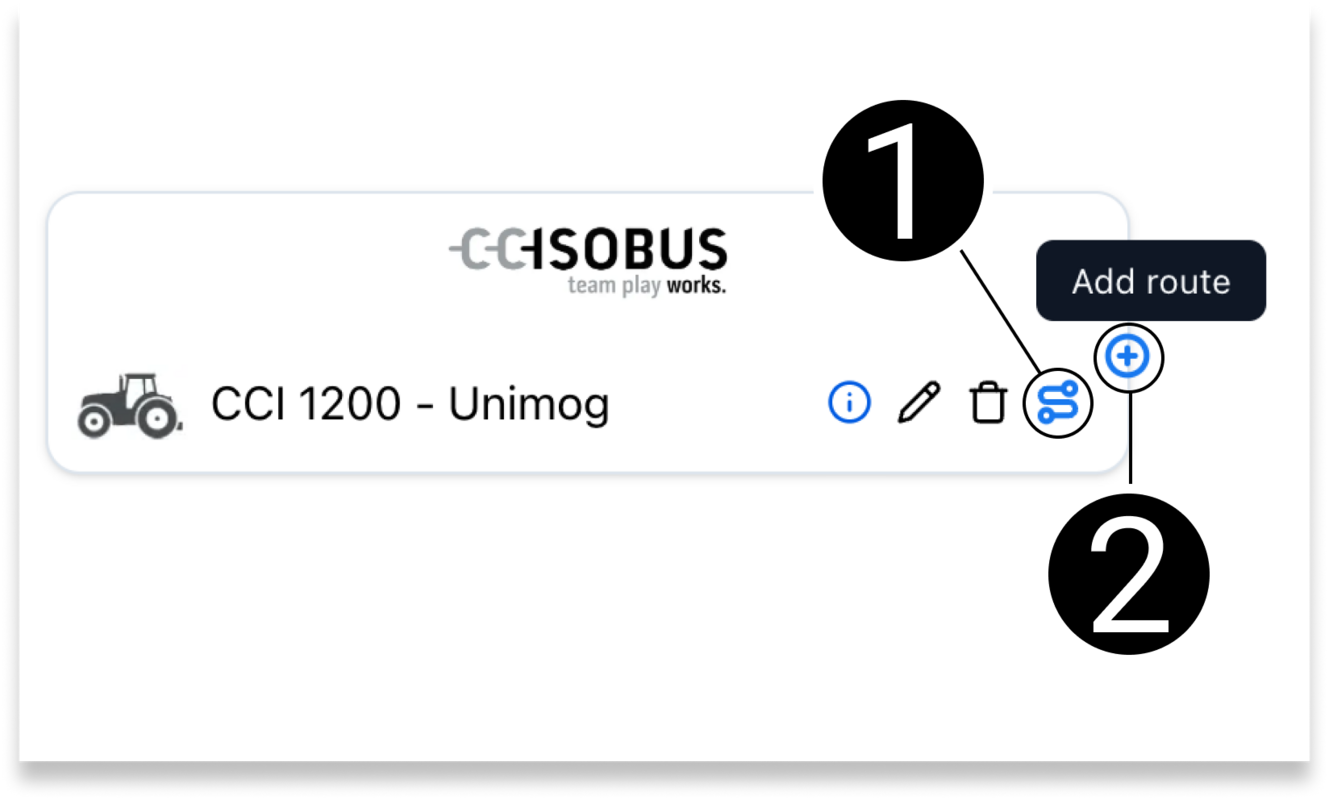 1
CCISOBUS
team play works.
Add route
CCI 1200 - Unimog
2